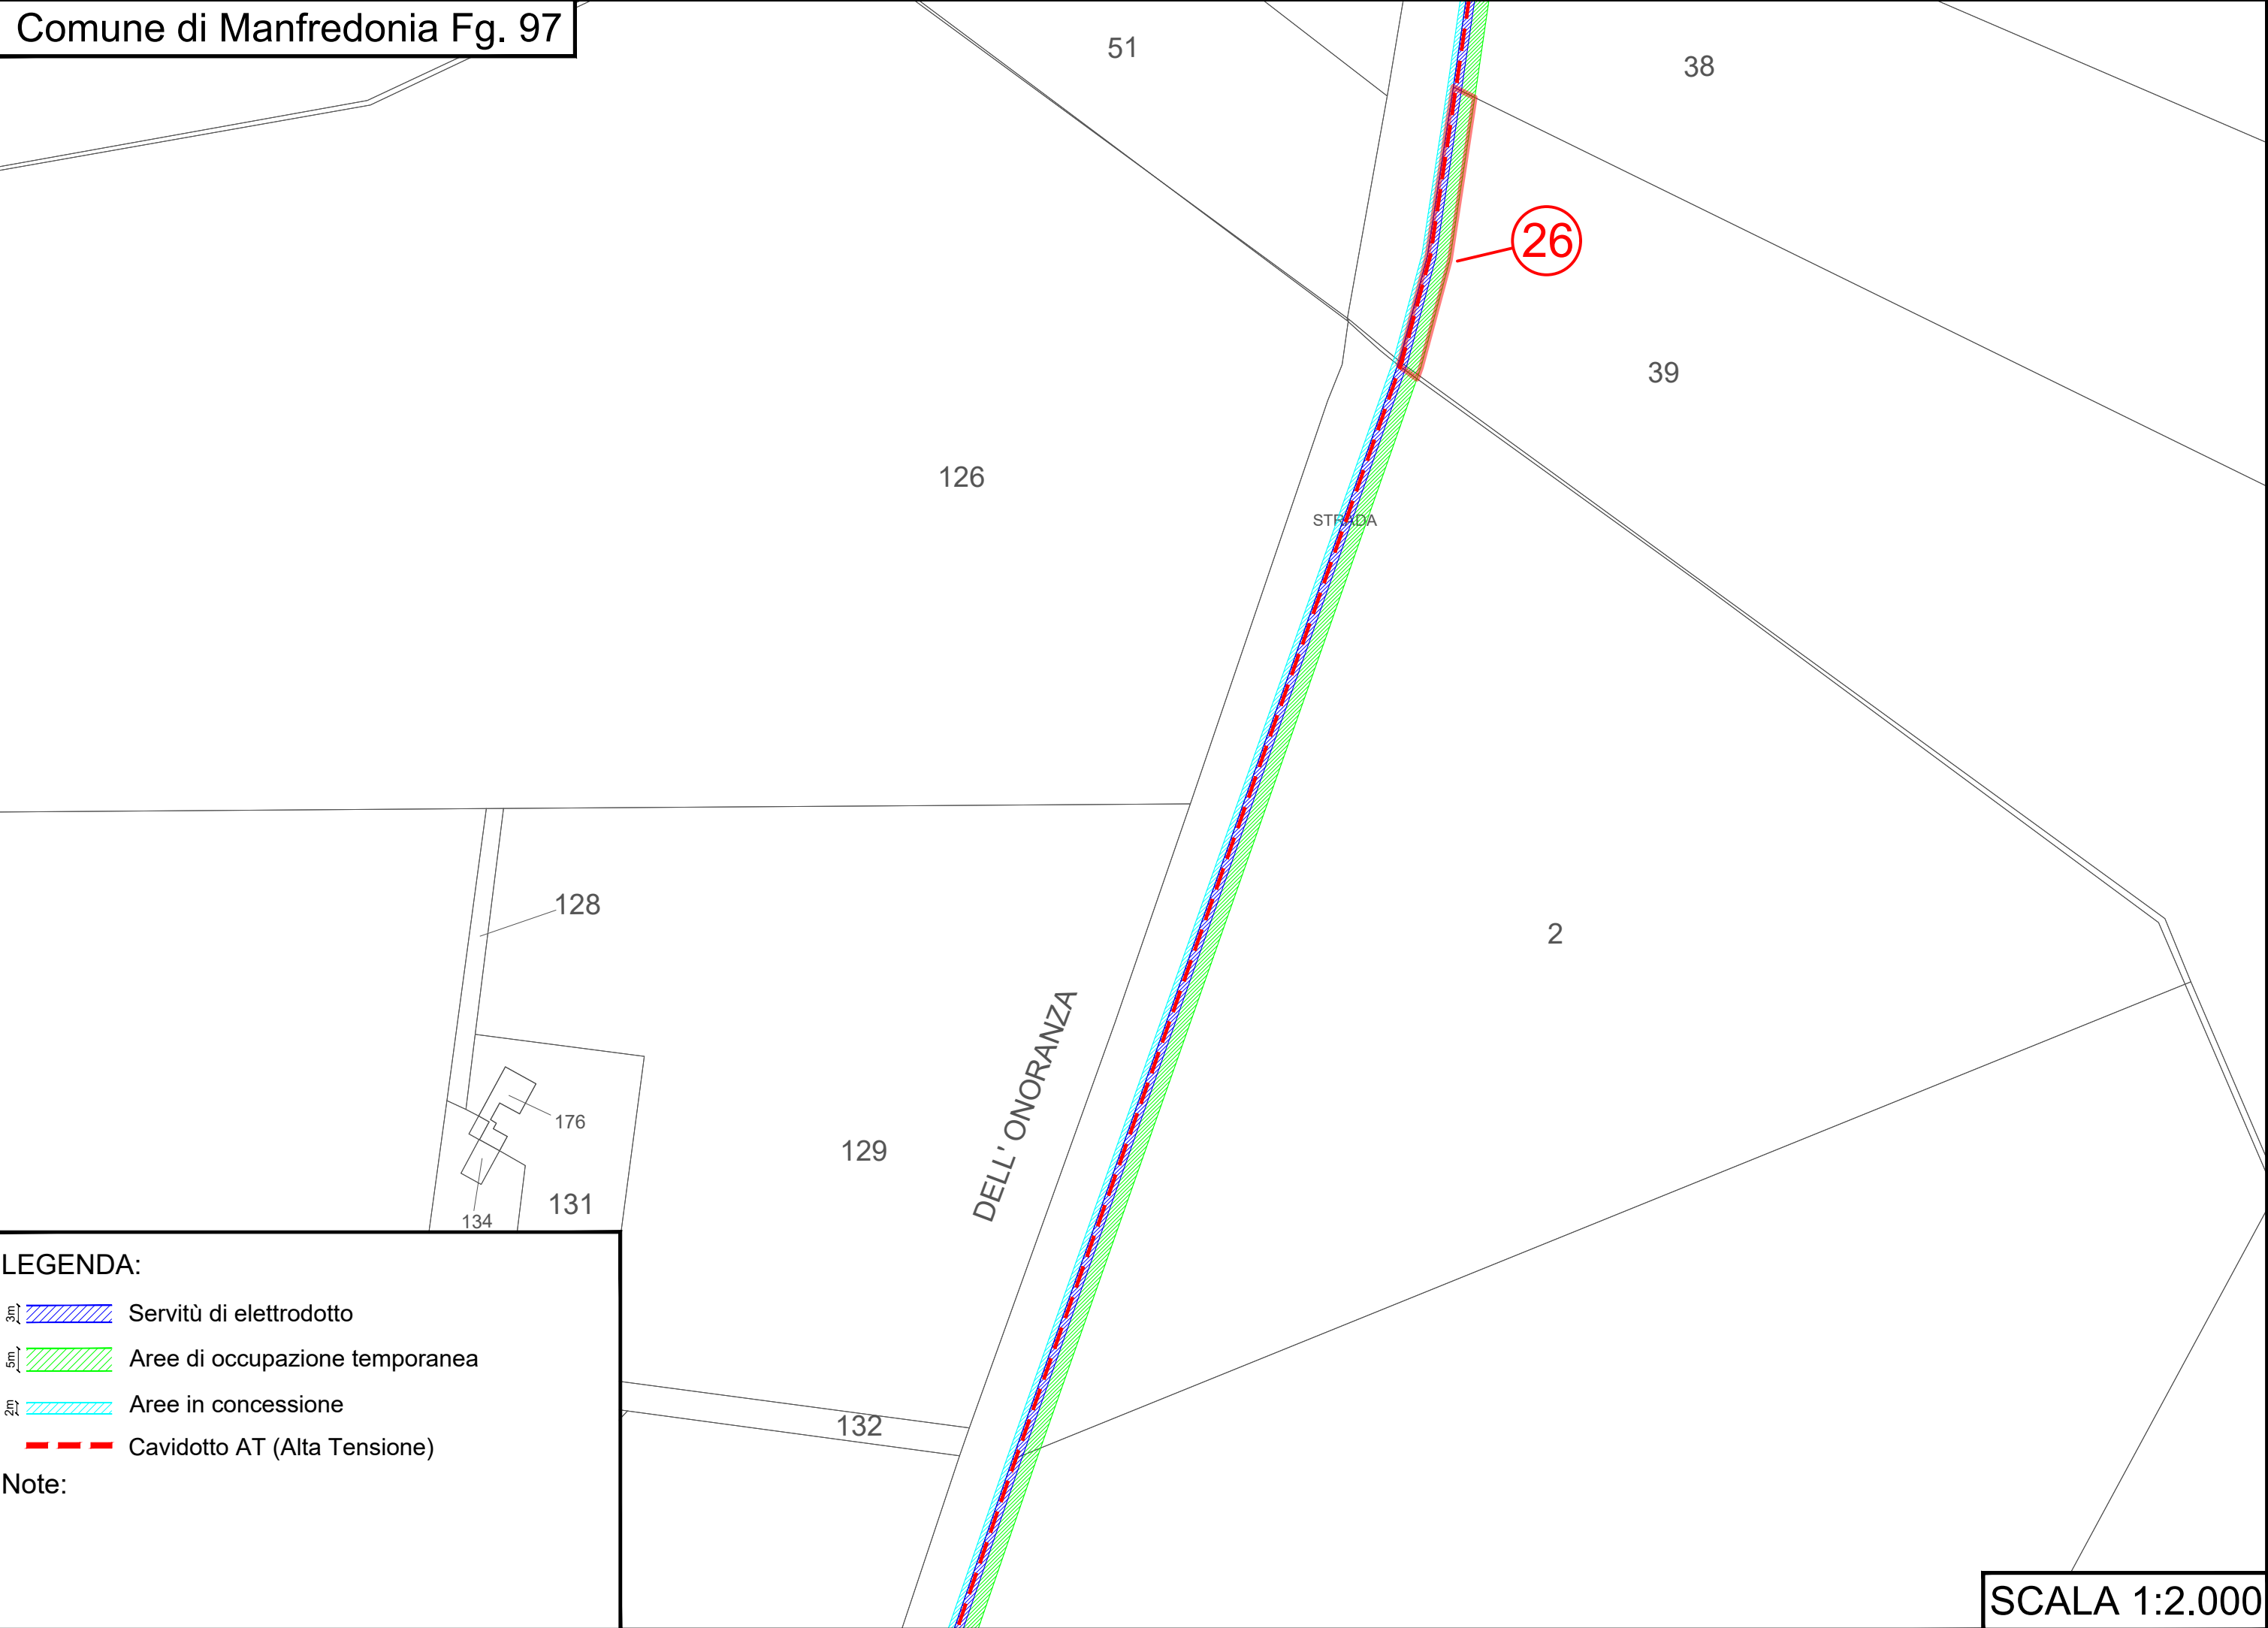 Comune di Manfredonia Fg. 97
51
38
26
39
126
STRADA
128
2
DELL' ONORANZA
176
129
131
134
132
LEGENDA:
3m
Servitù di elettrodotto
5m
Aree di occupazione temporanea
2m
Aree in concessione
Cavidotto AT (Alta Tensione)
Note:
SCALA 1:2.000